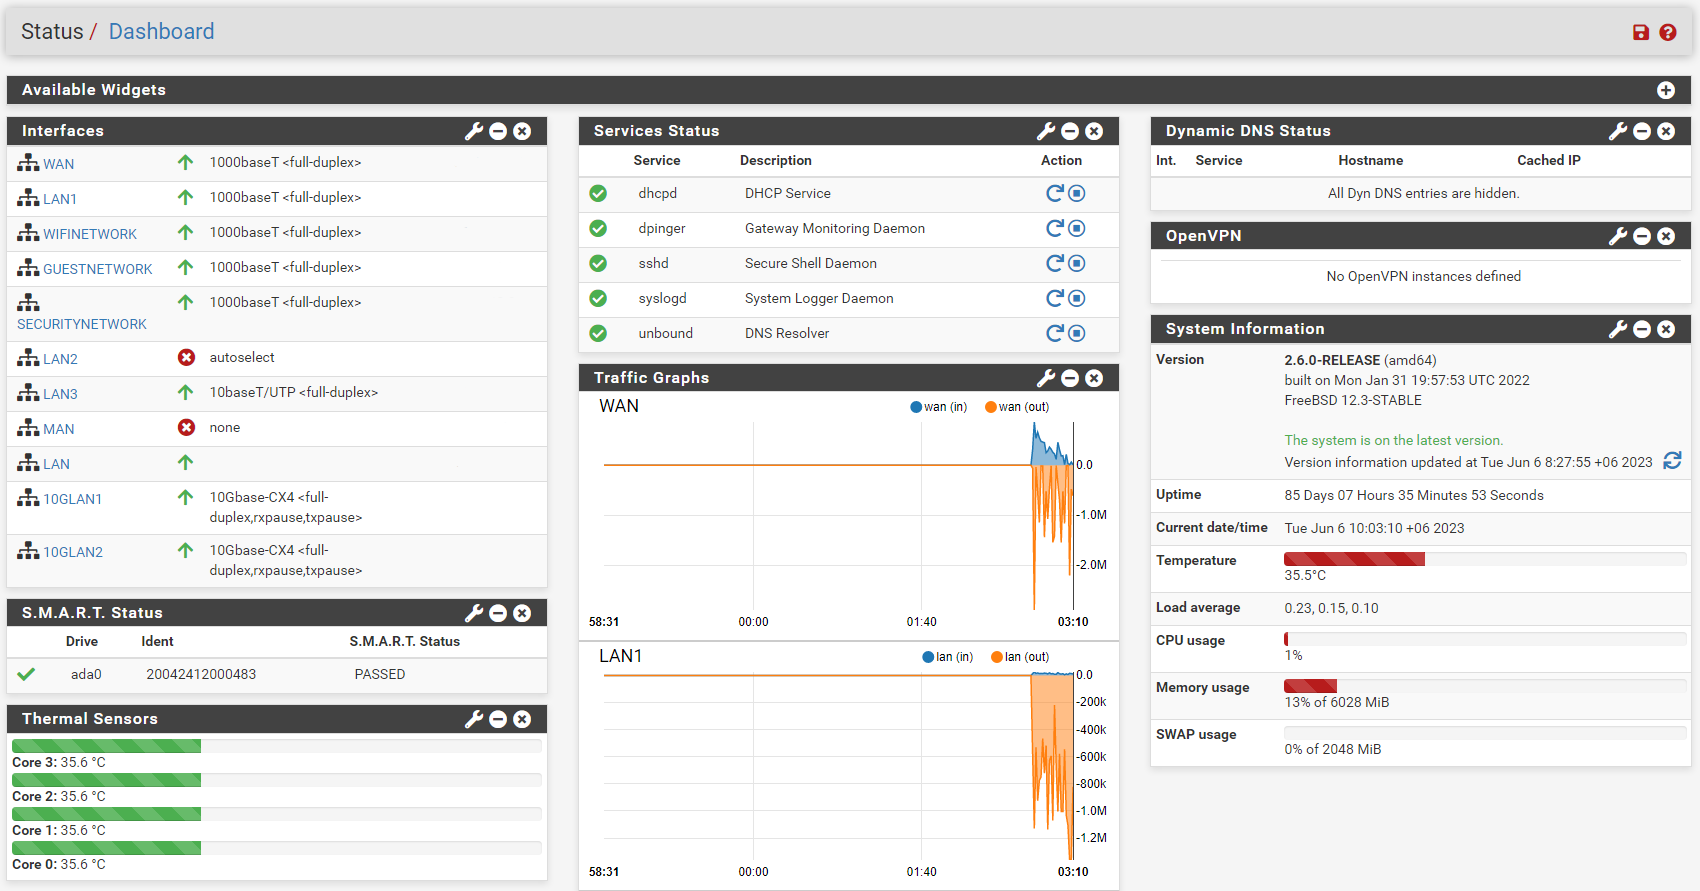 Status / Dashboard
Available Widgets
Interfaces
WAN 1000baseT <full-duplex>
LAN1 1000baseT <full-duplex>
WIFINETWORK 1000baseT <full-duplex>
GUESTNETWORK 1000baseT <full-duplex>
SECURITYNETWORK 1000baseT <full-duplex>
LAN2 autoselect
LAN3 10baseT/UTP <full-duplex>
MAN none
LAN
10GLAN1 10Gbase-CX4 <full-
duplex,rxpause,txpause>
10GLAN2 10Gbase-CX4 <full-
duplex,rxpause,txpause>
S.M.A.R.T. Status
Drive Ident S.M.A.R.T. Status
ada0 20042412000483 PASSED
Thermal Sensors
Core 3: 35.6 °C
Core 2: 35.6 °C
Core 1: 35.6 °C
Core 0: 35.6 °C
Services Status
Service Description Action
dhcpd DHCP Service
dpinger Gateway Monitoring Daemon
sshd Secure Shell Daemon
syslogd System Logger Daemon
unbound DNS Resolver
Traffic Graphs
WAN wan (in) wan (out)
0.0
-1.0M
-2.0M
58:31 00:00 01:40 03:10
LAN1 lan (in) lan (out)
0.0
-200k
-400k
-600k
-800k
-1.0M
-1.2M
58:31 00:00 01:40 03:10
Dynamic DNS Status
Int. Service Hostname Cached IP
All Dyn DNS entries are hidden.
OpenVPN
No OpenVPN instances defined
System Information
Version 2.6.0-RELEASE (amd64)
built on Mon Jan 31 19:57:53 UTC 2022
FreeBSD 12.3-STABLE
The system is on the latest version.
Version information updated at Tue Jun 6 8:27:55 +06 2023
Uptime 85 Days 07 Hours 35 Minutes 53 Seconds
Current date/time Tue Jun 6 10:03:10 +06 2023
Temperature
35.5°C
Load average 0.23, 0.15, 0.10
CPU usage
1%
Memory usage
13% of 6028 MiB
SWAP usage
0% of 2048 MiB